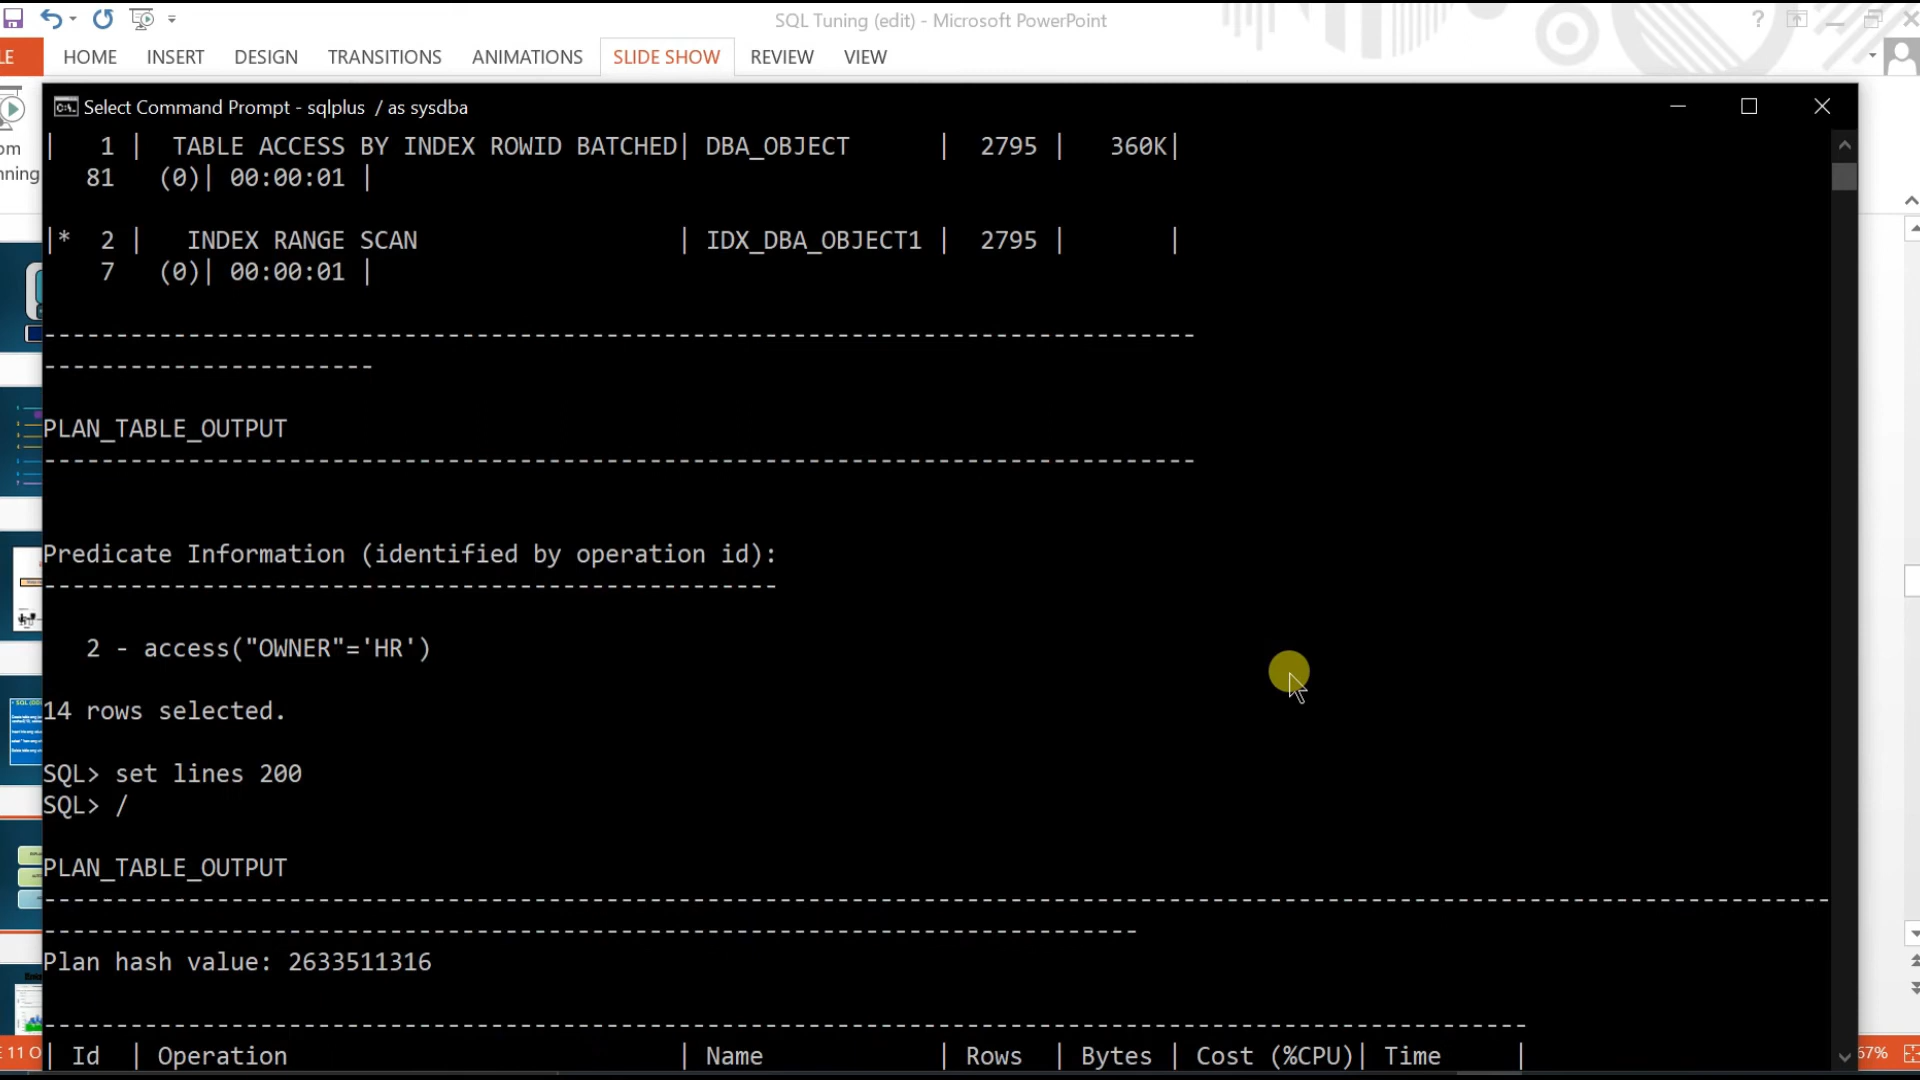 SQL Tuning (edit) - Microsoft PowerPoint
LE HOME INSERT DESIGN TRANSITIONS ANIMATIONS SLIDE SHOW REVIEW VIEW
Select Command Prompt - sqlplus / as sysdba
| 1 | TABLE ACCESS BY INDEX ROWID BATCHED| DBA_OBJECT | 2795 | 360K|
81 (0)| 00:00:01 |
|* 2 | INDEX RANGE SCAN | IDX_DBA_OBJECT1 | 2795 | |
7 (0)| 00:00:01 |
--------------------------------------------------------------------------------
-----------------------
PLAN_TABLE_OUTPUT
--------------------------------------------------------------------------------
Predicate Information (identified by operation id):
---------------------------------------------------
2 - access("OWNER"='HR')
14 rows selected.
SQL> set lines 200
SQL> /
PLAN_TABLE_OUTPUT
----------------------------------------------------------------------------------------------------------------------------
----------------------------------------------------------------------------
Plan hash value: 2633511316
-------------------------------------------------------------------------------------------------------
| Id | Operation | Name | Rows | Bytes | Cost (%CPU)| Time |
E 11 O
67%